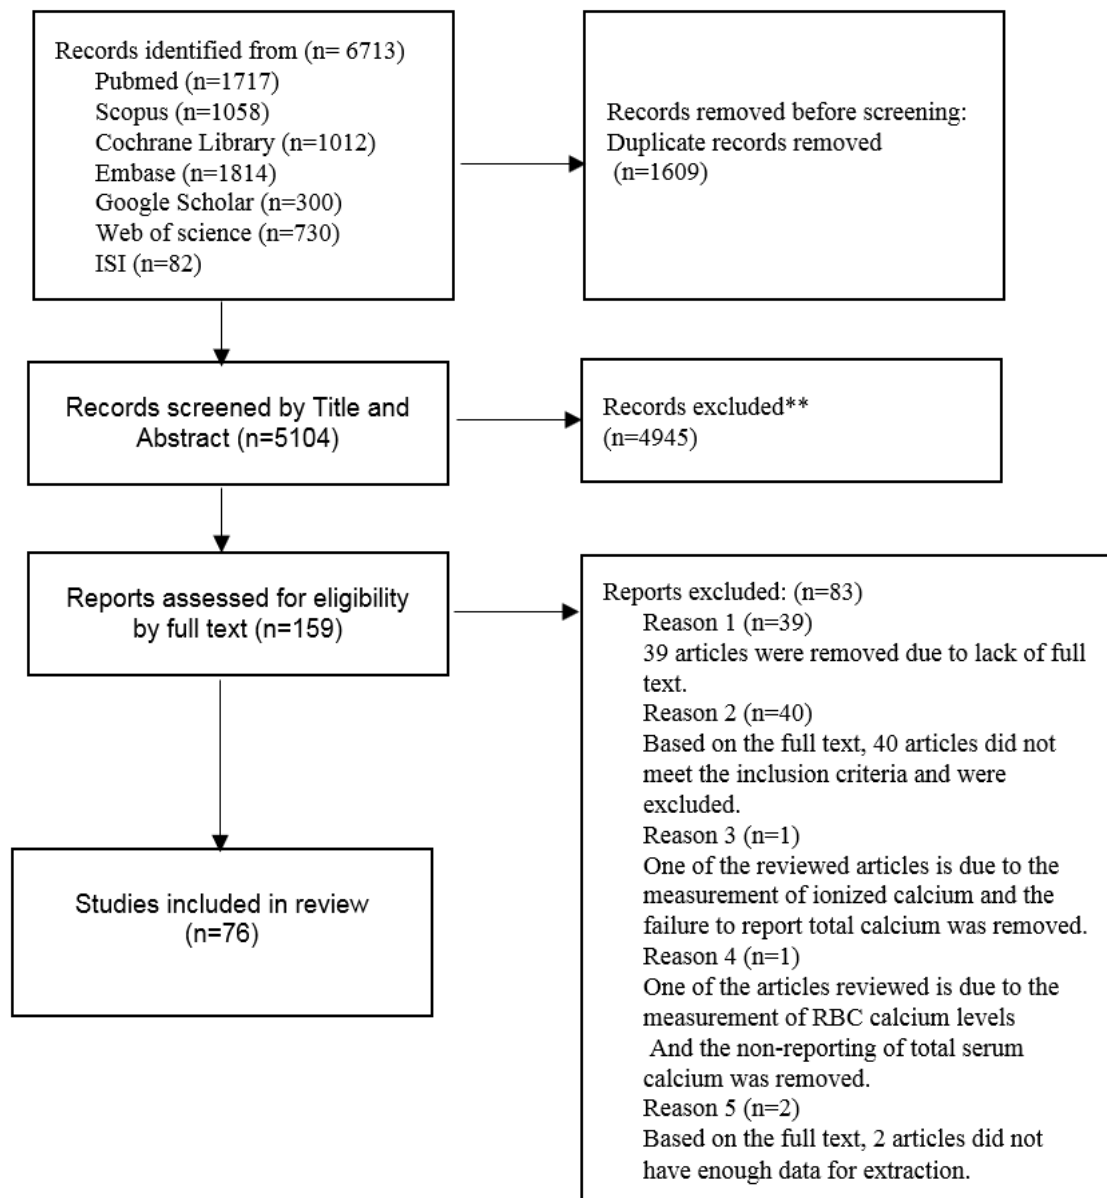 Records identified from (n= 6713)
Pubmed (n=1717)
Scopus (n=1058)
Cochrane Library (n=1012)
Embase (n=1814)
Google Scholar (n=300)
Web of science (n=730)
ISI (n=82)
Records removed before screening:
Duplicate records removed
(n=1609)
Records screened by Title and
Abstract (n=5104)
Records excluded**
(n=4945)
Reports assessed for eligibility
by full text (n=159)
Reports excluded: (n=83)
Reason 1 (n=39)
39 articles were removed due to lack of full
text.
Reason 2 (n=40)
Based on the full text, 40 articles did not
meet the inclusion criteria and were
excluded.
Reason 3 (n=1)
One of the reviewed articles is due to the
measurement of ionized calcium and the
failure to report total calcium was removed.
Reason 4 (n=1)
One of the articles reviewed is due to the
measurement of RBC calcium levels
And the non-reporting of total serum
calcium was removed.
Reason 5 (n=2)
Based on the full text, 2 articles did not
have enough data for extraction.
Studies included in review
(n=76)